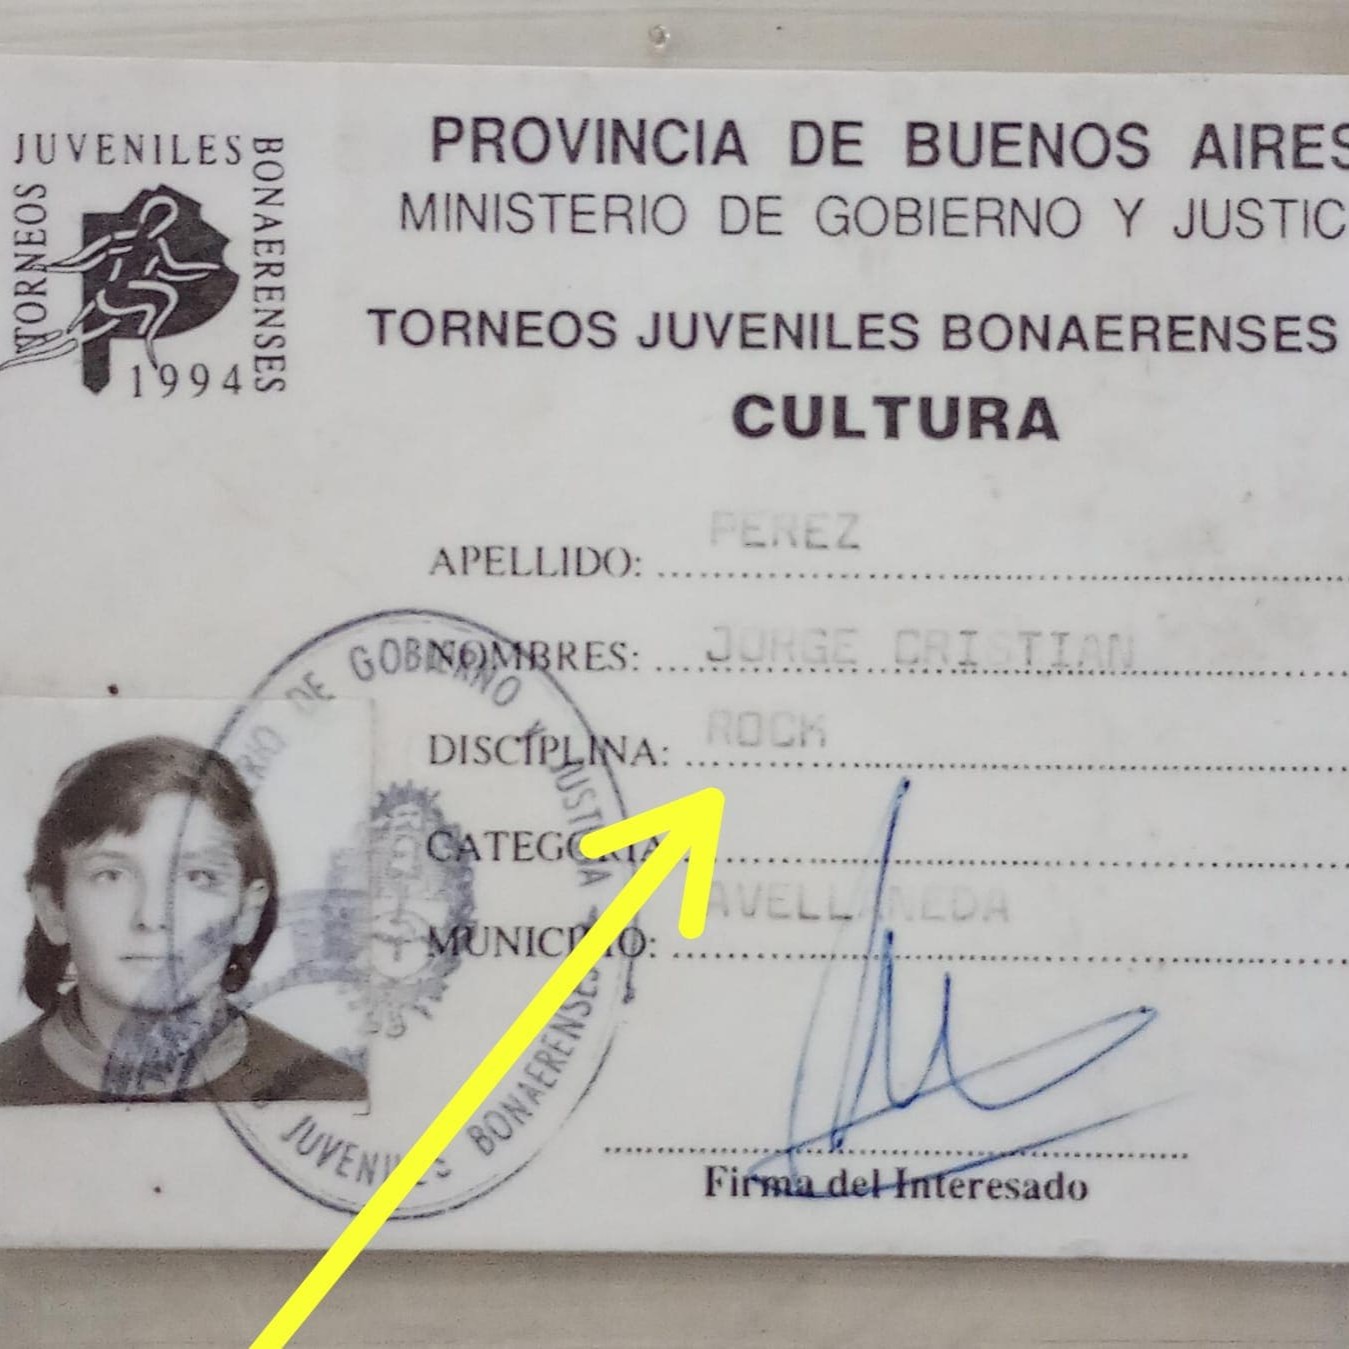 JUVENILES
TORNEOS
BONAERENSES
1994
PROVINCIA DE BUENOS AIRES
MINISTERIO DE GOBIERNO Y JUSTIC
TORNEOS JUVENILES BONAERENSES
CULTURA
APELLIDO: PEREZ
NOMBRES: JORGE CRISTIAN
DISCIPLINA: ROCK
CATEGORIA
MUNICIPIO: AVELLANEDA
DE GOBIERNO Y JUSTICIA
JUVENILES BONAERENSES
Firma del Interesado